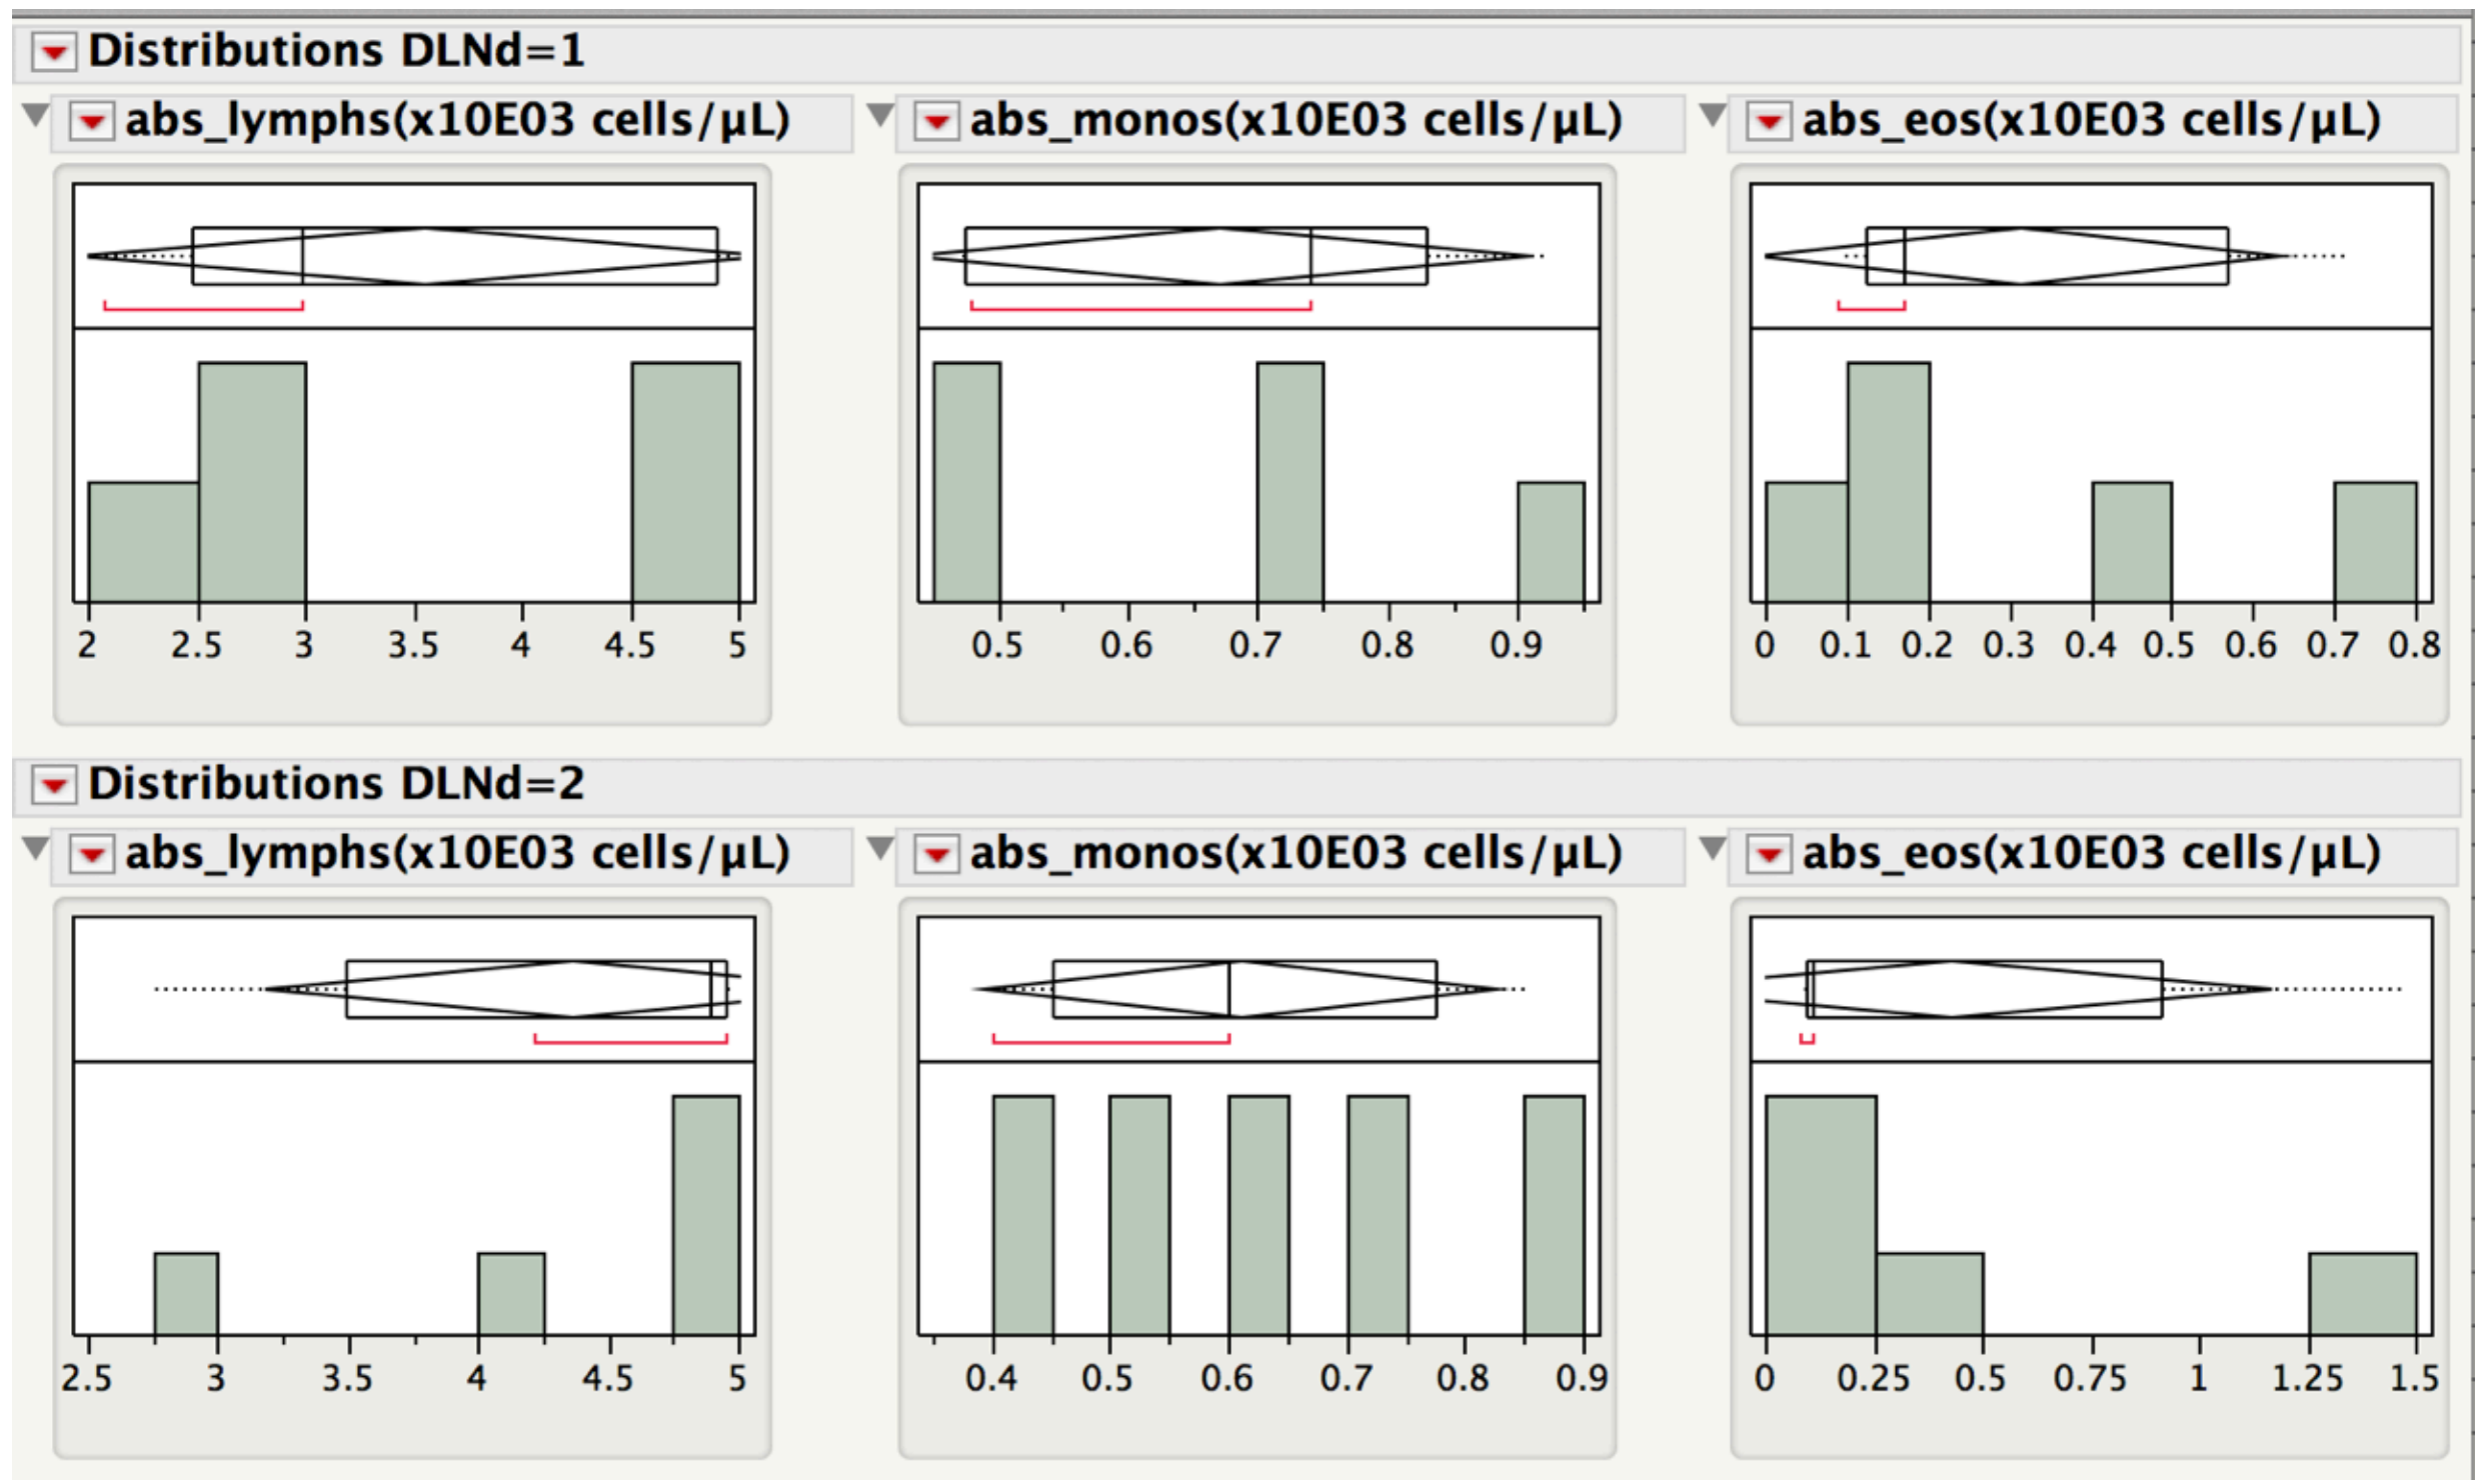 Distributions DLNd=1
abs_lymphs(x10E03 cells/µL) abs_monos(x10E03 cells/µL) abs_eos(x10E03 cells/µL)
2 2.5 3 3.5 4 4.5 5 0.5 0.6 0.7 0.8 0.9 0 0.1 0.2 0.3 0.4 0.5 0.6 0.7 0.8
Distributions DLNd=2
abs_lymphs(x10E03 cells/µL) abs_monos(x10E03 cells/µL) abs_eos(x10E03 cells/µL)
2.5 3 3.5 4 4.5 5 0.4 0.5 0.6 0.7 0.8 0.9 0 0.25 0.5 0.75 1 1.25 1.5